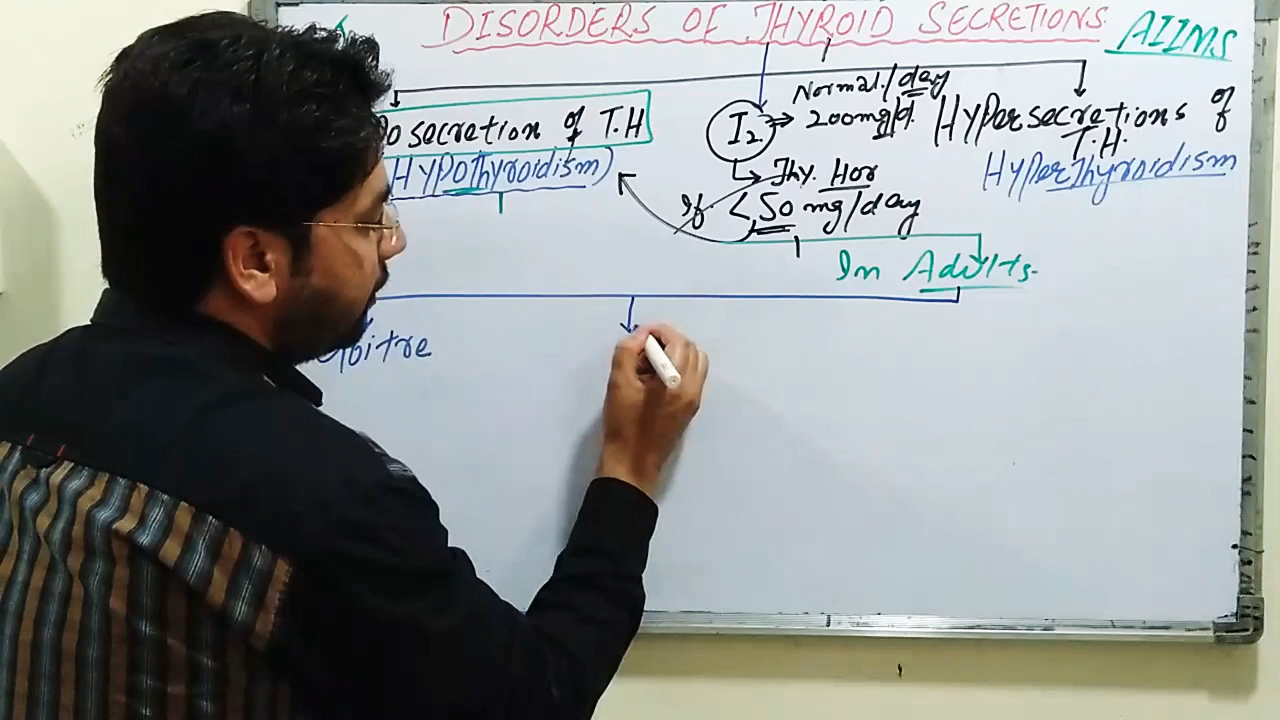 DISORDERS OF THYROID SECRETIONS
AIIMS
Normal/day
200mg/d.
I2
Hypersecretions of
T.H.
HyperThyroidism
o secretion of T.H
(HYPOThyroidism)
Thy. Hor
If < 50 mg/day
In Adults.
Goitre